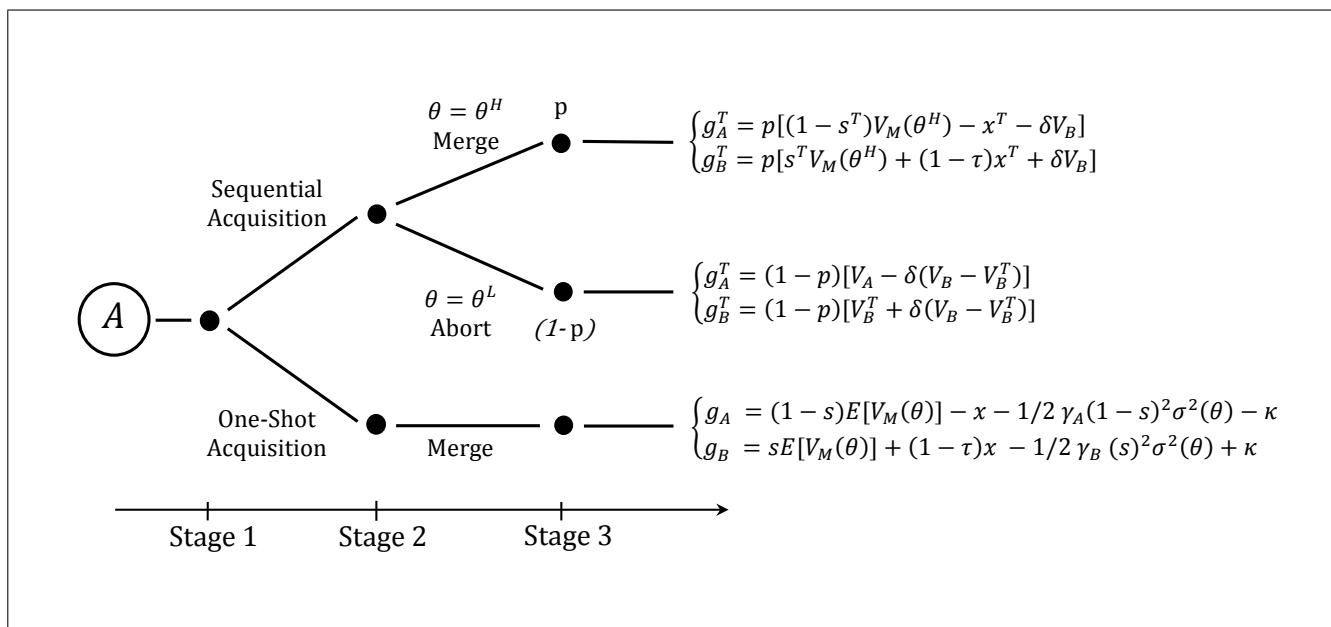 θ = θ^H p
Merge
g_A^T = p[(1 − s^T)V_M(θ^H) − x^T − δV_B]
g_B^T = p[s^T V_M(θ^H) + (1 − τ)x^T + δV_B]
Sequential
Acquisition
A
θ = θ^L
Abort (1-p)
g_A^T = (1 − p)[V_A − δ(V_B − V_B^T)]
g_B^T = (1 − p)[V_B^T + δ(V_B − V_B^T)]
One-Shot
Acquisition
Merge
g_A = (1 − s)E[V_M(θ)] − x − 1/2 γ_A(1 − s)^2σ^2(θ) − κ
g_B = sE[V_M(θ)] + (1 − τ)x − 1/2 γ_B (s)^2σ^2(θ) + κ
Stage 1 Stage 2 Stage 3